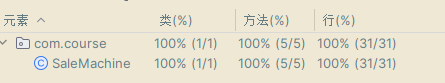 元素 类(%) 方法(%) 行(%)
com.course 100% (1/1) 100% (5/5) 100% (31/31)
SaleMachine 100% (1/1) 100% (5/5) 100% (31/31)